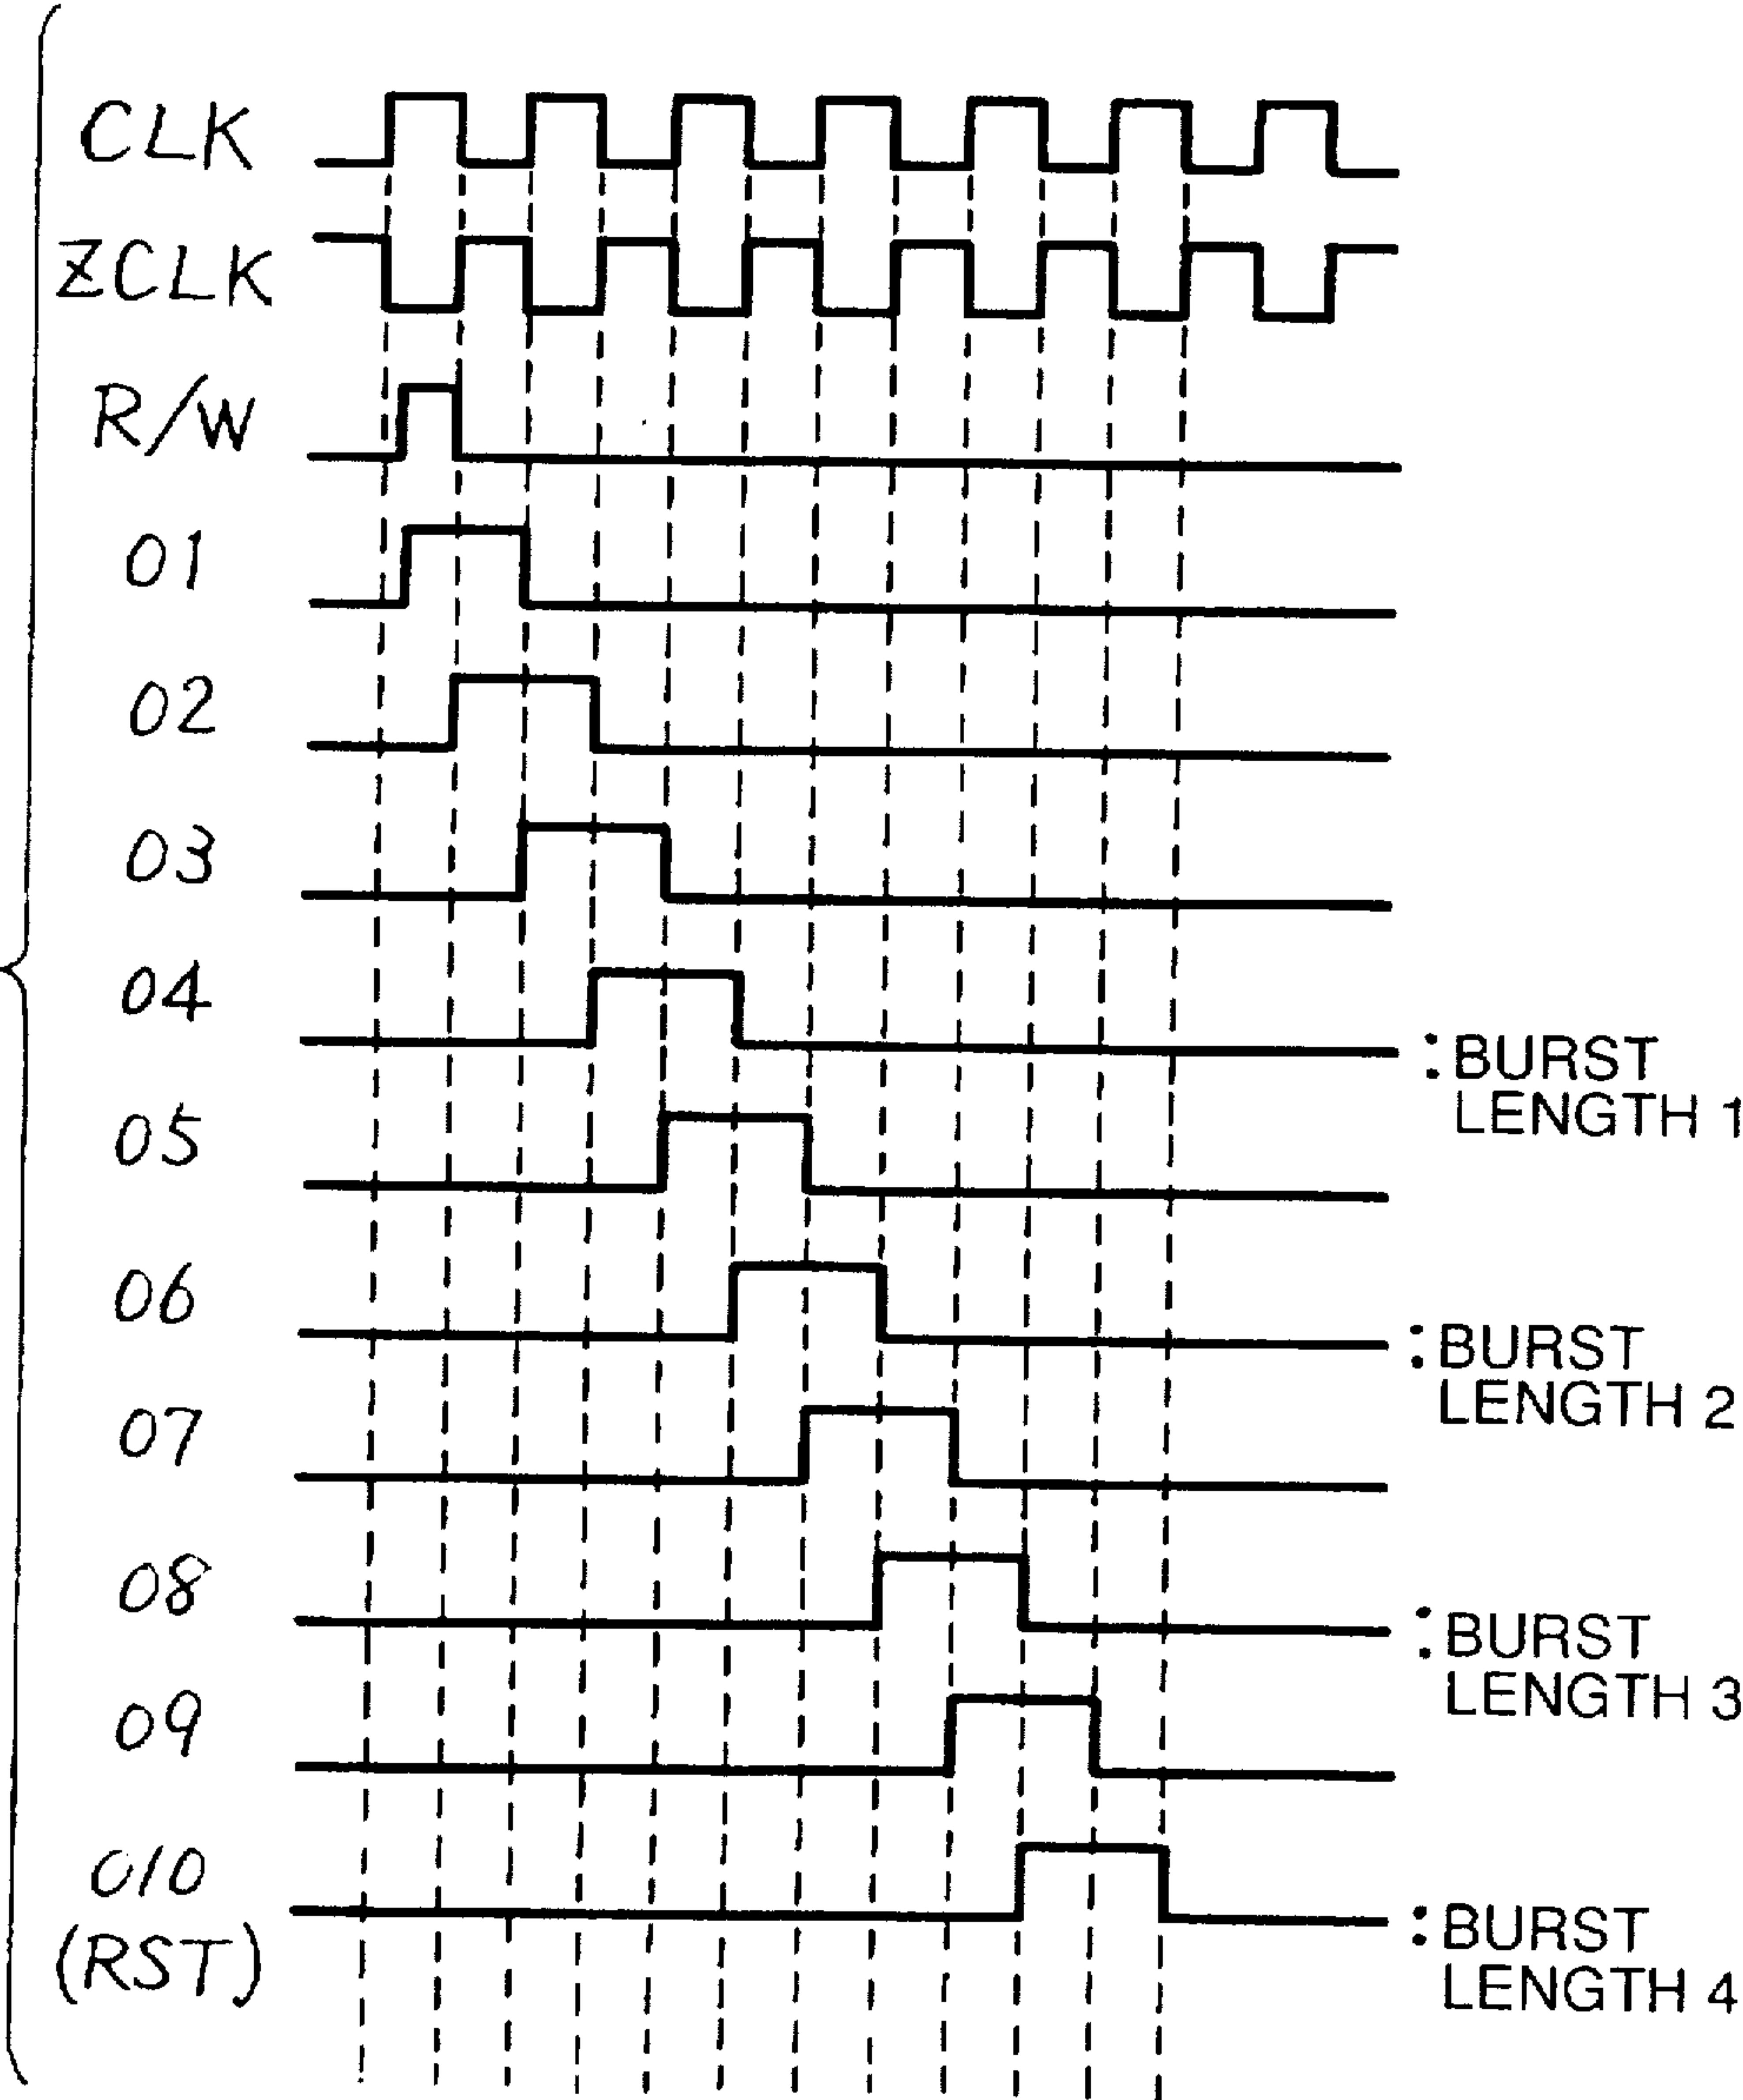 CLK
ZCLK
R/W
01
02
03
04
:BURST
LENGTH 1
05
06
:BURST
LENGTH 2
07
08
:BURST
LENGTH 3
09
010
(RST)
:BURST
LENGTH 4